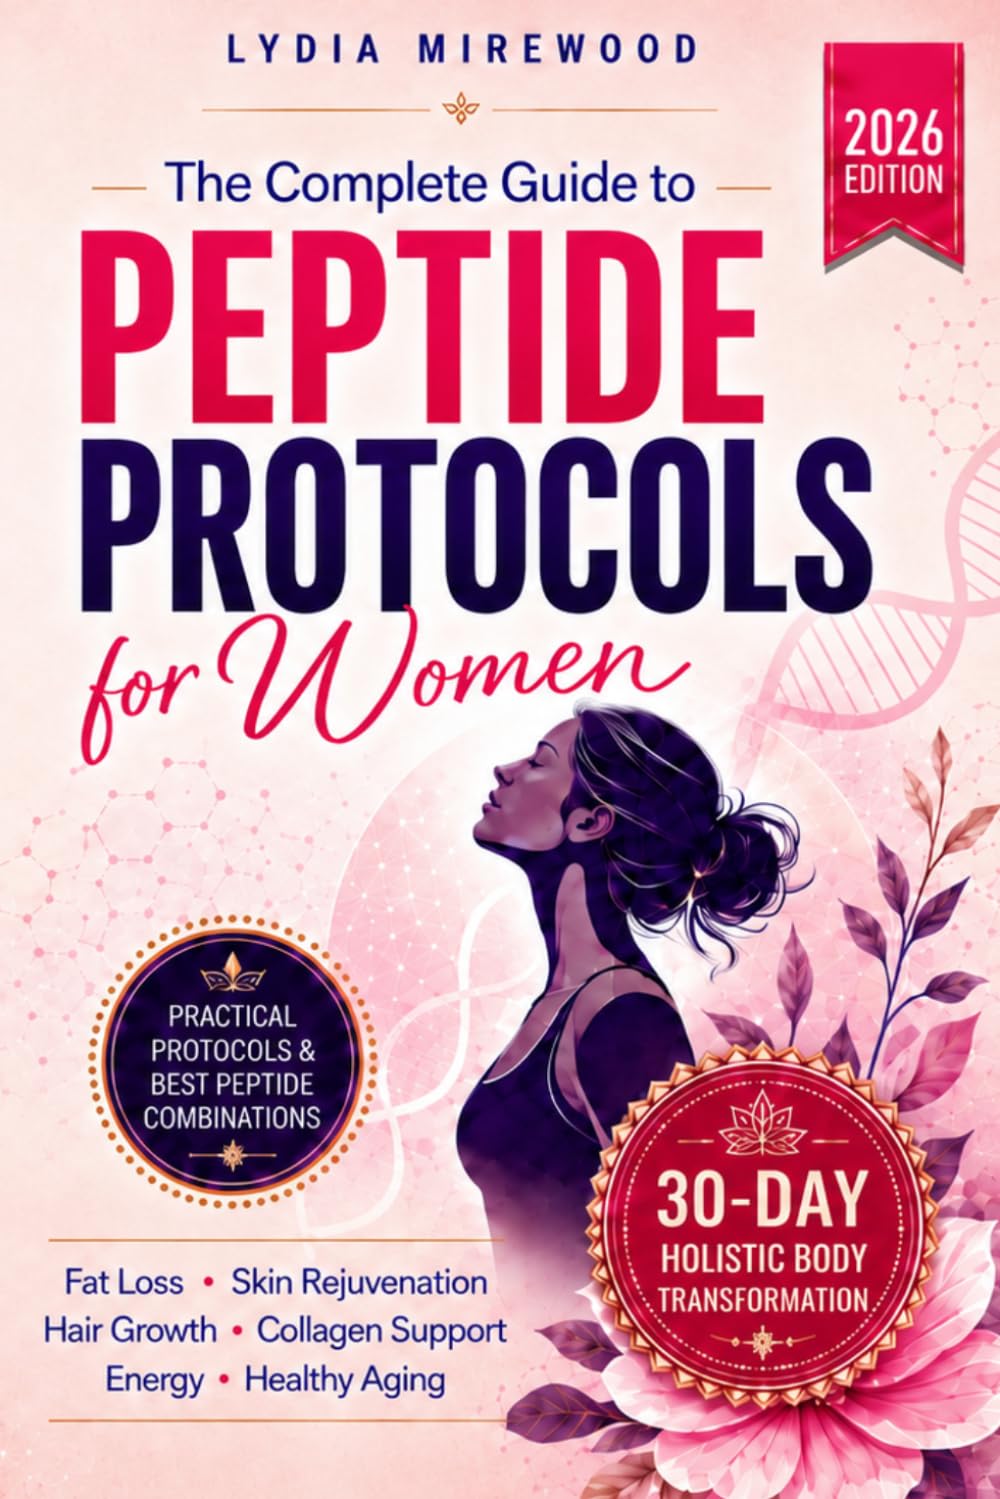 LYDIA MIREWOOD
2026
EDITION
The Complete Guide to
PEPTIDE
PROTOCOLS
for Women
PRACTICAL
PROTOCOLS &
BEST PEPTIDE
COMBINATIONS
30-DAY
HOLISTIC BODY
TRANSFORMATION
Fat Loss • Skin Rejuvenation
Hair Growth • Collagen Support
Energy • Healthy Aging